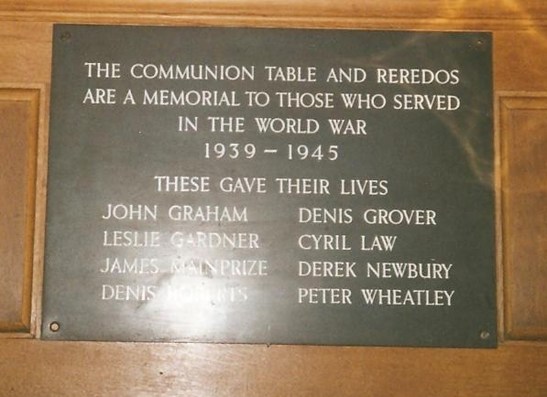 THE COMMUNION TABLE AND REREDOS
ARE A MEMORIAL TO THOSE WHO SERVED
IN THE WORLD WAR
1939 – 1945
THESE GAVE THEIR LIVES
JOHN GRAHAM DENIS GROVER
LESLIE GARDNER CYRIL LAW
JAMES MAINPRIZE DEREK NEWBURY
DENIS ROBERTS PETER WHEATLEY